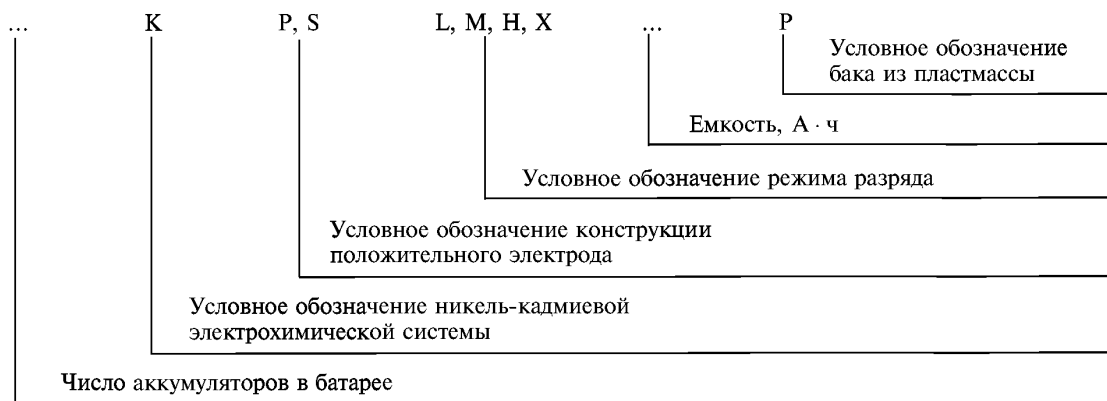 ... K P, S L, M, H, X ... P
Условное обозначение
бака из пластмассы
Емкость, А · ч
Условное обозначение режима разряда
Условное обозначение конструкции
положительного электрода
Условное обозначение никель-кадмиевой
электрохимической системы
Число аккумуляторов в батарее